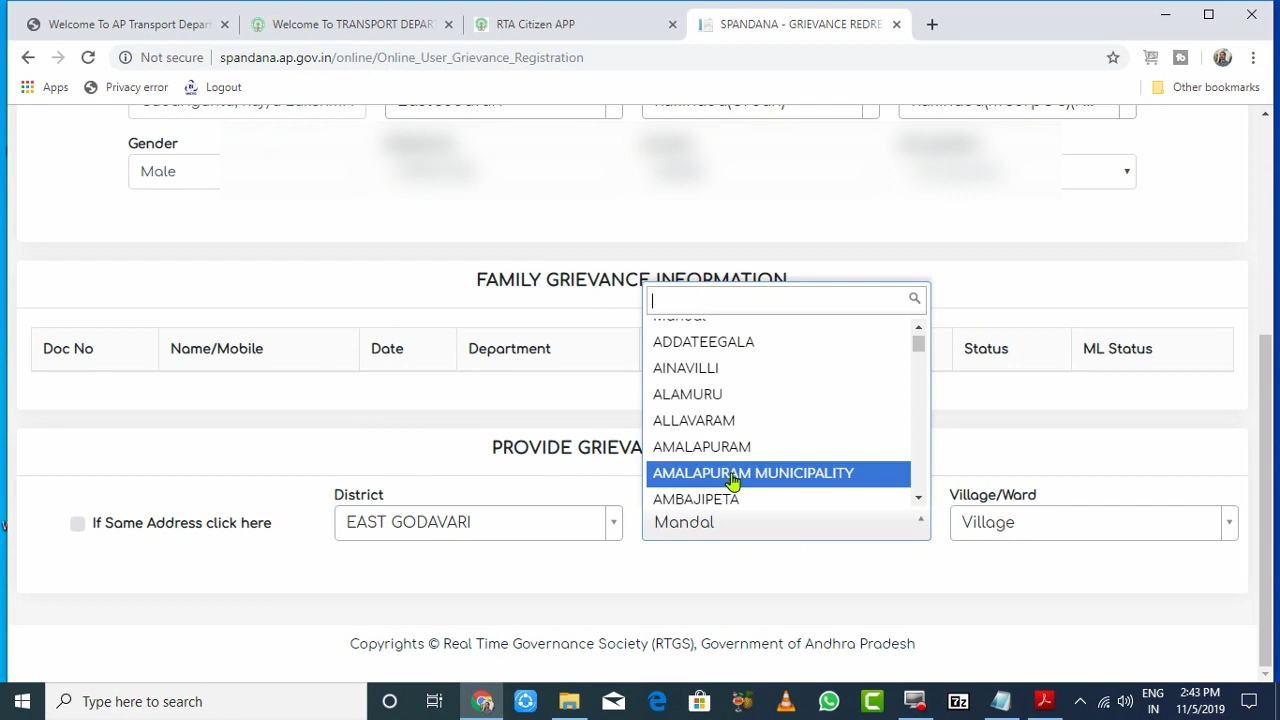 Welcome To AP Transport Depart
Welcome To TRANSPORT DEPART
RTA Citizen APP
SPANDANA - GRIEVANCE REDRE
Not secure
spandana.ap.gov.in/online/Online_User_Grievance_Registration
Apps
Privacy error
Logout
Other bookmarks
Gender
Male
FAMILY GRIEVANCE INFORMATION
Doc No
Name/Mobile
Date
Department
Status
ML Status
Mandal
ADDATEEGALA
AINAVILLI
ALAMURU
ALLAVARAM
AMALAPURAM
AMALAPURAM MUNICIPALITY
AMBAJIPETA
PROVIDE GRIEVA
If Same Address click here
District
EAST GODAVARI
Mandal
Village/Ward
Village
Copyrights © Real Time Governance Society (RTGS), Government of Andhra Pradesh
Type here to search
ENG
IN
2:43 PM
11/5/2019